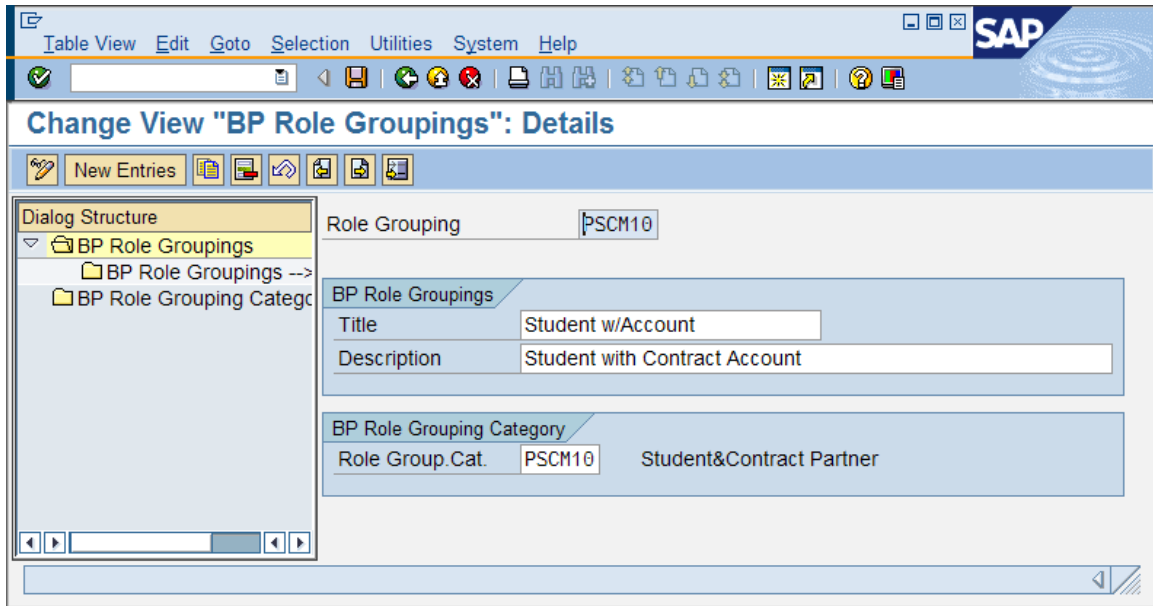 Table View Edit Goto Selection Utilities System Help
SAP
Change View "BP Role Groupings": Details
New Entries
Dialog Structure
BP Role Groupings
BP Role Groupings -->
BP Role Grouping Catego
Role Grouping PSCM10
BP Role Groupings
Title Student w/Account
Description Student with Contract Account
BP Role Grouping Category
Role Group.Cat. PSCM10 Student&Contract Partner